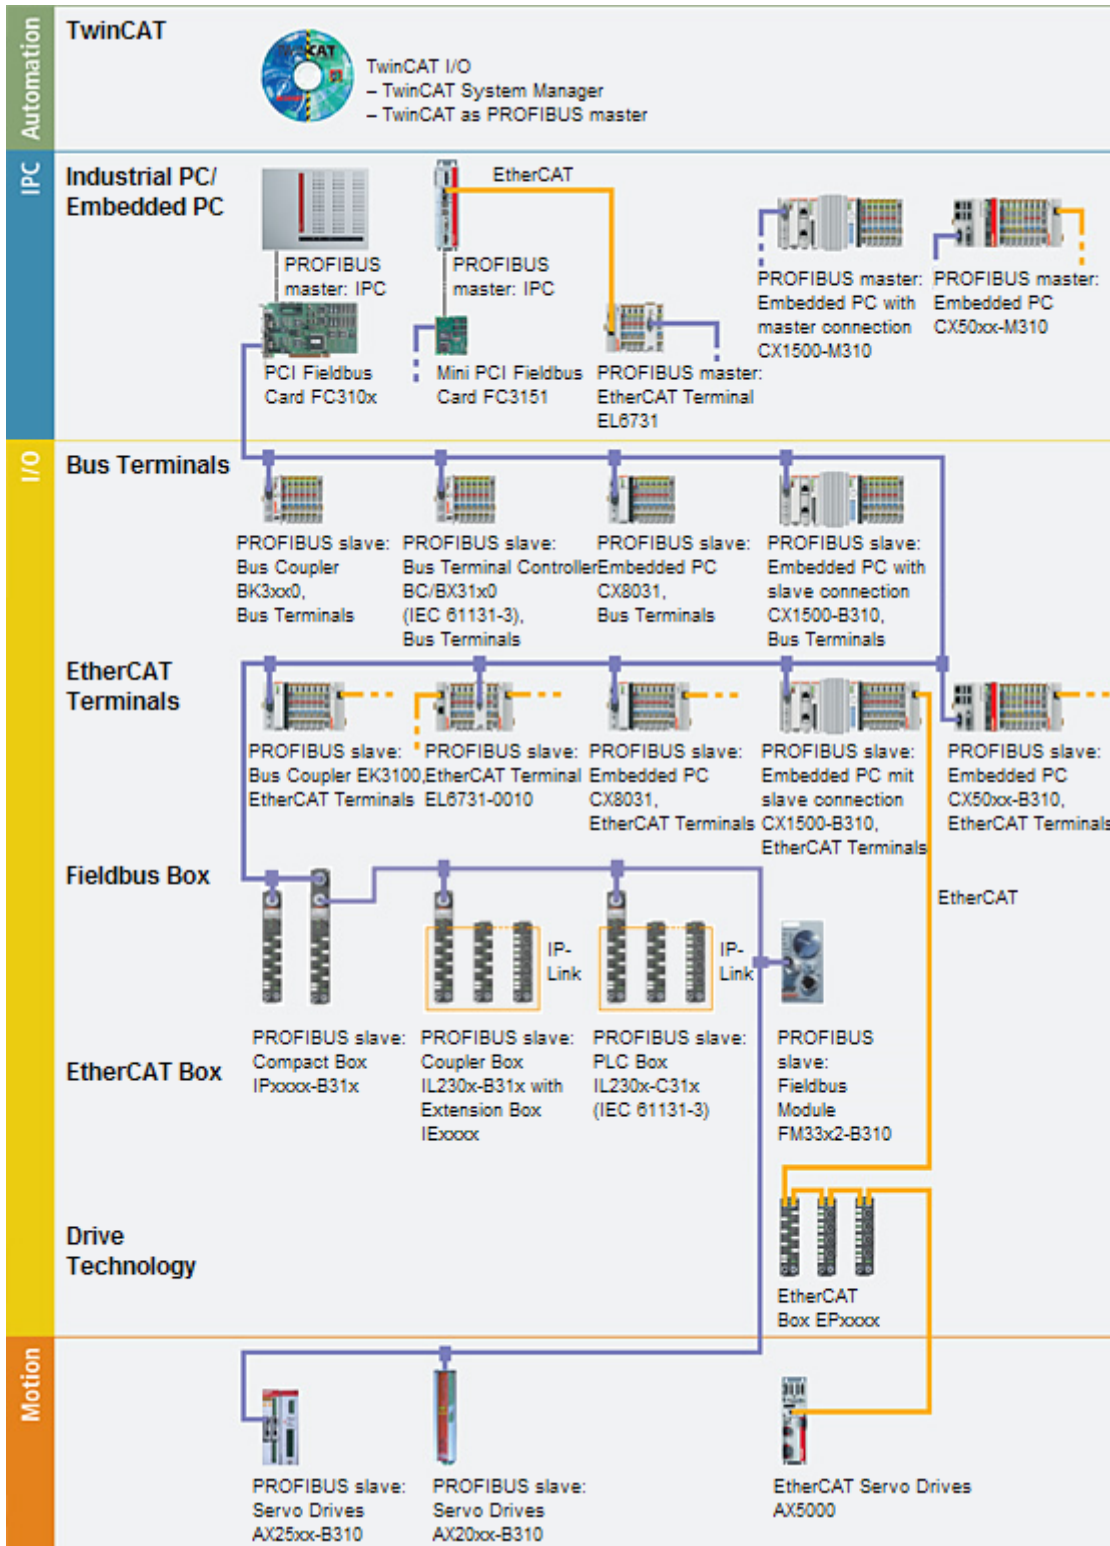 Automation
TwinCAT
TWINCAT
TwinCAT I/O
– TwinCAT System Manager
– TwinCAT as PROFIBUS master
IPC
Industrial PC/
Embedded PC
EtherCAT
PROFIBUS
master: IPC
PROFIBUS
master: IPC
PCI Fieldbus
Card FC310x
Mini PCI Fieldbus
Card FC3151
PROFIBUS master:
EtherCAT Terminal
EL6731
PROFIBUS master:
Embedded PC with
master connection
CX1500-M310
PROFIBUS master:
Embedded PC
CX50xx-M310
I/O
Bus Terminals
PROFIBUS slave:
Bus Coupler
BK3xx0,
Bus Terminals
PROFIBUS slave:
Bus Terminal Controller
BC/BX31x0
(IEC 61131-3),
Bus Terminals
PROFIBUS slave:
Embedded PC
CX8031,
Bus Terminals
PROFIBUS slave:
Embedded PC with
slave connection
CX1500-B310,
Bus Terminals
EtherCAT
Terminals
PROFIBUS slave:
Bus Coupler EK3100,
EtherCAT Terminals
PROFIBUS slave:
EtherCAT Terminal
EL6731-0010
PROFIBUS slave:
Embedded PC
CX8031,
EtherCAT Terminals
PROFIBUS slave:
Embedded PC mit
slave connection
CX1500-B310,
EtherCAT Terminals
PROFIBUS slave:
Embedded PC
CX50xx-B310,
EtherCAT Terminals
Fieldbus Box
EtherCAT
IP-
Link
IP-
Link
EtherCAT Box
PROFIBUS slave:
Compact Box
IPxxxx-B31x
PROFIBUS slave:
Coupler Box
IL230x-B31x with
Extension Box
IExxxx
PROFIBUS slave:
PLC Box
IL230x-C31x
(IEC 61131-3)
PROFIBUS
slave:
Fieldbus
Module
FM33x2-B310
Drive
Technology
EtherCAT
Box EPxxxx
Motion
PROFIBUS slave:
Servo Drives
AX25xx-B310
PROFIBUS slave:
Servo Drives
AX20xx-B310
EtherCAT Servo Drives
AX5000